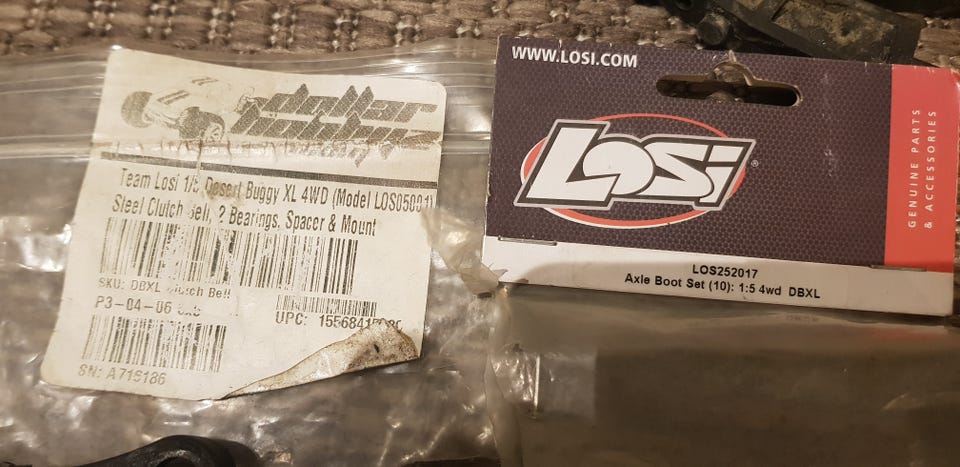 dollar
hobbyz
Team Losi 1/5 Desert Buggy XL 4WD (Model LOS05001)
Steel Clutch Bell, 2 Bearings, Spacer & Mount
SKU: DBXL Clutch Bell
P3-04-06
UPC:
SN: A716186
WWW.LOSI.COM
Losi®
GENUINE PARTS
& ACCESSORIES
LOS252017
Axle Boot Set (10): 1:5 4wd DBXL